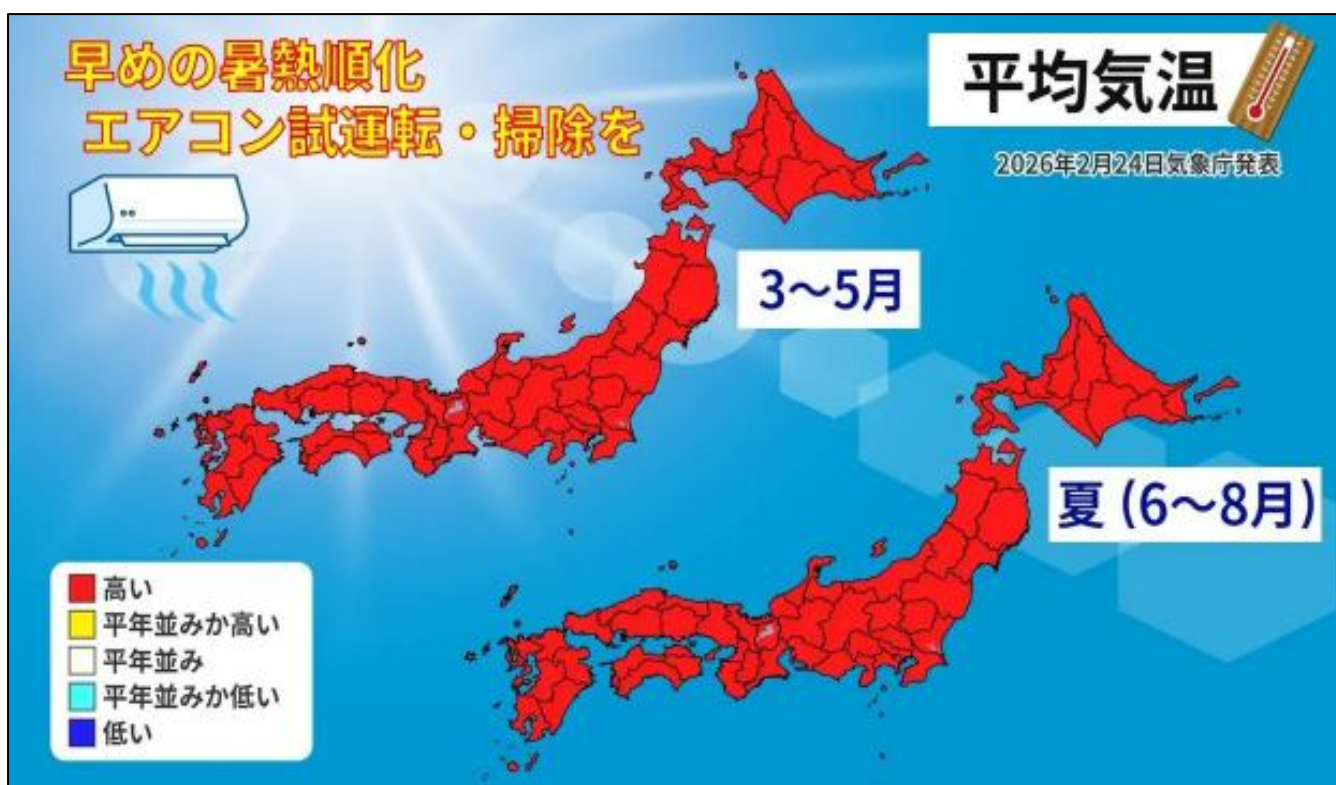 早めの暑熱順化
エアコン試運転・掃除を
平均気温
2026年2月24日気象庁発表
3〜5月
夏 (6〜8月)
高い
平年並みか高い
平年並み
平年並みか低い
低い